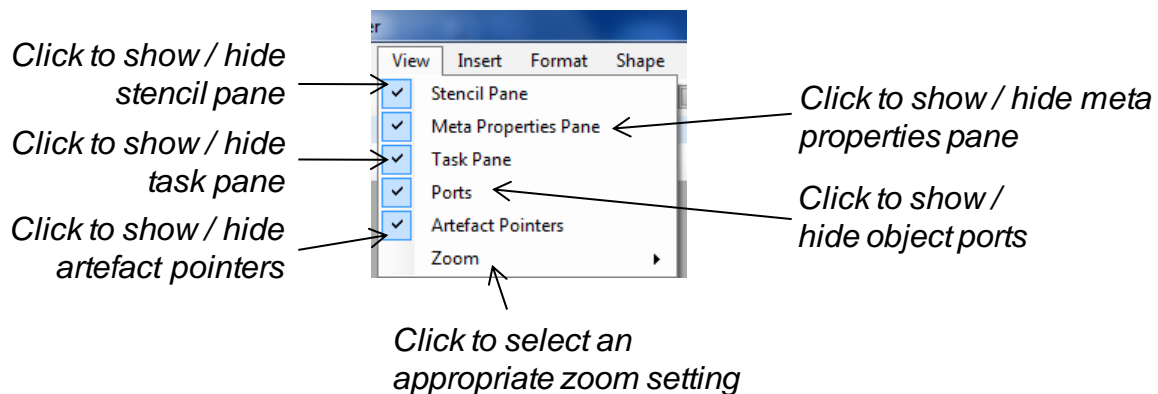 er
View Insert Format Shape
Stencil Pane
Meta Properties Pane
Task Pane
Ports
Artefact Pointers
Zoom
Click to show / hide
stencil pane
Click to show / hide
task pane
Click to show / hide
artefact pointers
Click to show / hide meta
properties pane
Click to show /
hide object ports
Click to select an
appropriate zoom setting